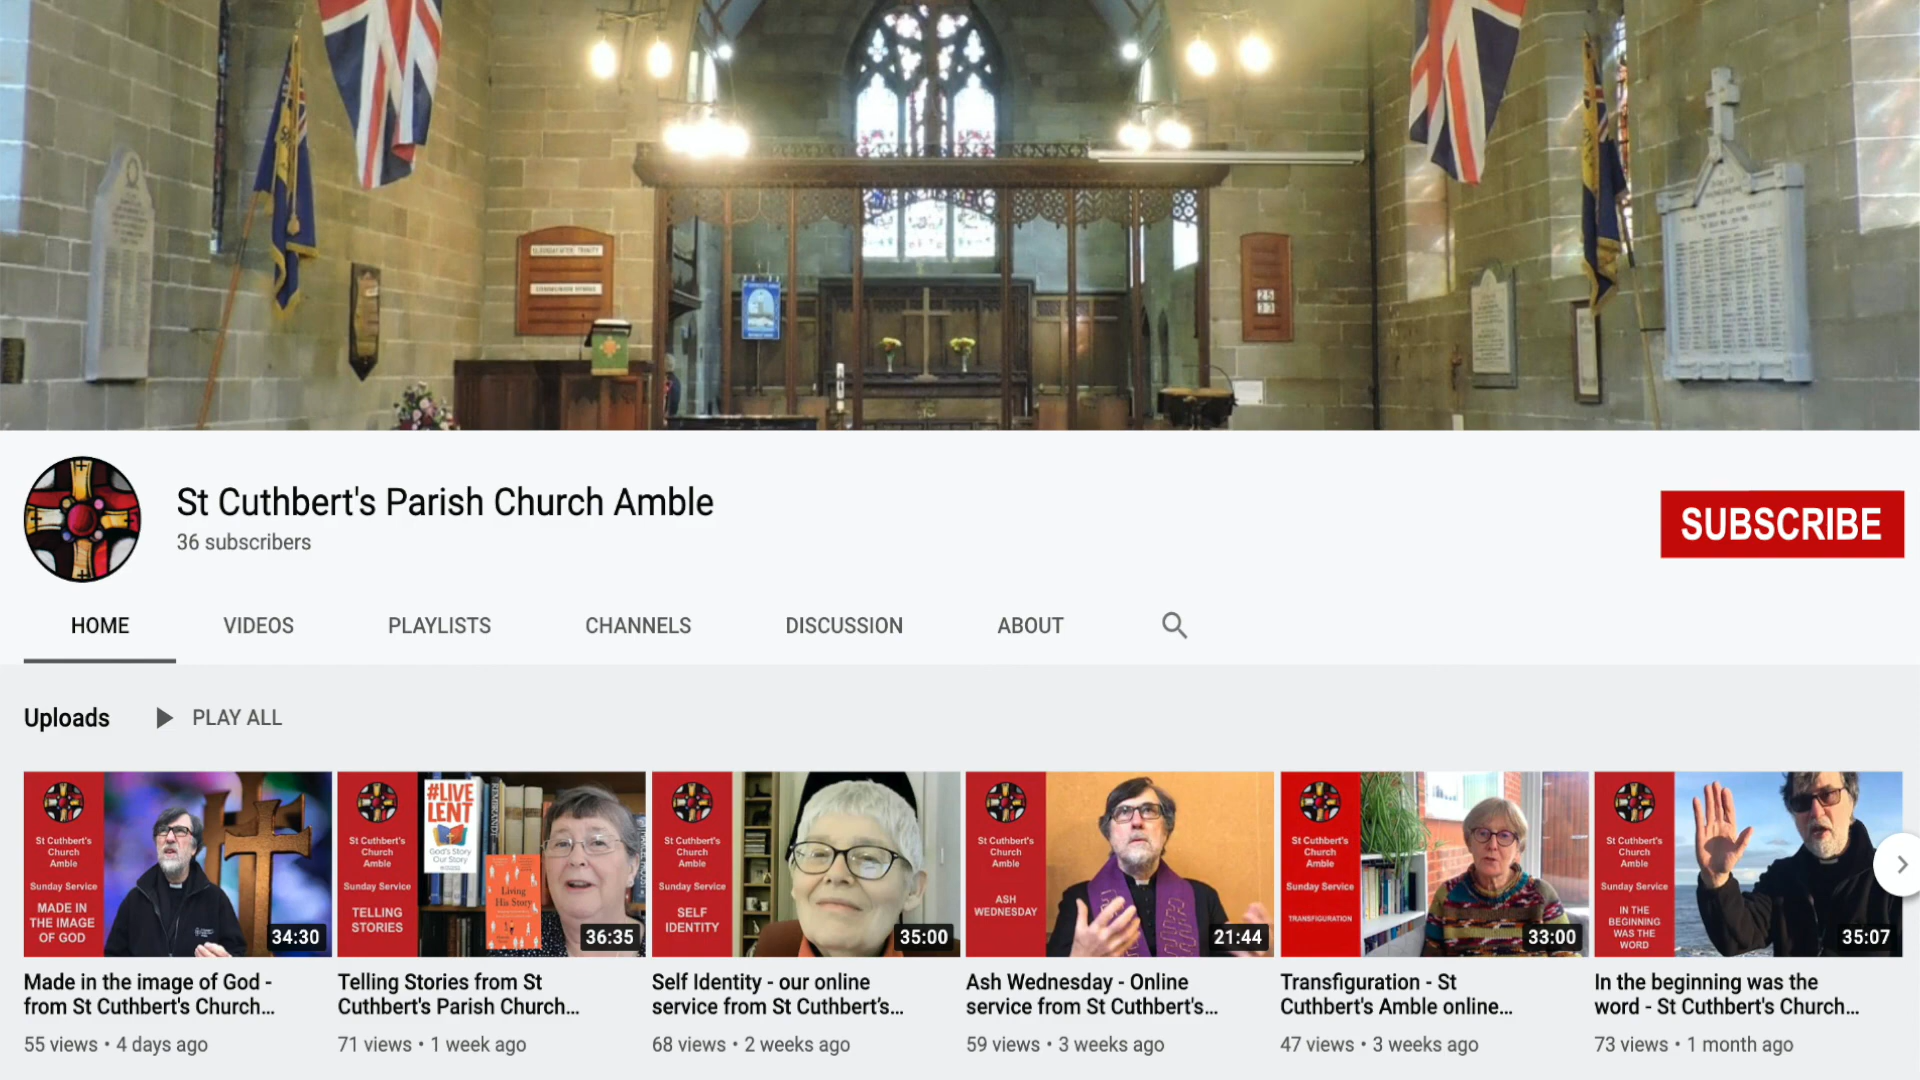 St Cuthbert's Parish Church Amble
36 subscribers
SUBSCRIBE
HOME
VIDEOS
PLAYLISTS
CHANNELS
DISCUSSION
ABOUT
Uploads
PLAY ALL
St Cuthbert's
Church
Amble
Sunday Service
MADE IN
THE IMAGE
OF GOD
34:30
Made in the image of God -
from St Cuthbert's Church...
55 views • 4 days ago
St Cuthbert's
Church
Amble
Sunday Service
TELLING
STORIES
#LIVE
LENT
God's Story
Our Story
REMBRANDT
Living
His Story
36:35
Telling Stories from St
Cuthbert's Parish Church...
71 views • 1 week ago
St Cuthbert's
Church
Amble
Sunday Service
SELF
IDENTITY
35:00
Self Identity - our online
service from St Cuthbert's...
68 views • 2 weeks ago
St Cuthbert's
Church
Amble
ASH
WEDNESDAY
21:44
Ash Wednesday - Online
service from St Cuthbert's...
59 views • 3 weeks ago
St Cuthbert's
Church
Amble
Sunday Service
TRANSFIGURATION
33:00
Transfiguration - St
Cuthbert's Amble online...
47 views • 3 weeks ago
St Cuthbert's
Church
Amble
Sunday Service
IN THE
BEGINNING
WAS THE
WORD
35:07
In the beginning was the
word - St Cuthbert's Church...
73 views • 1 month ago